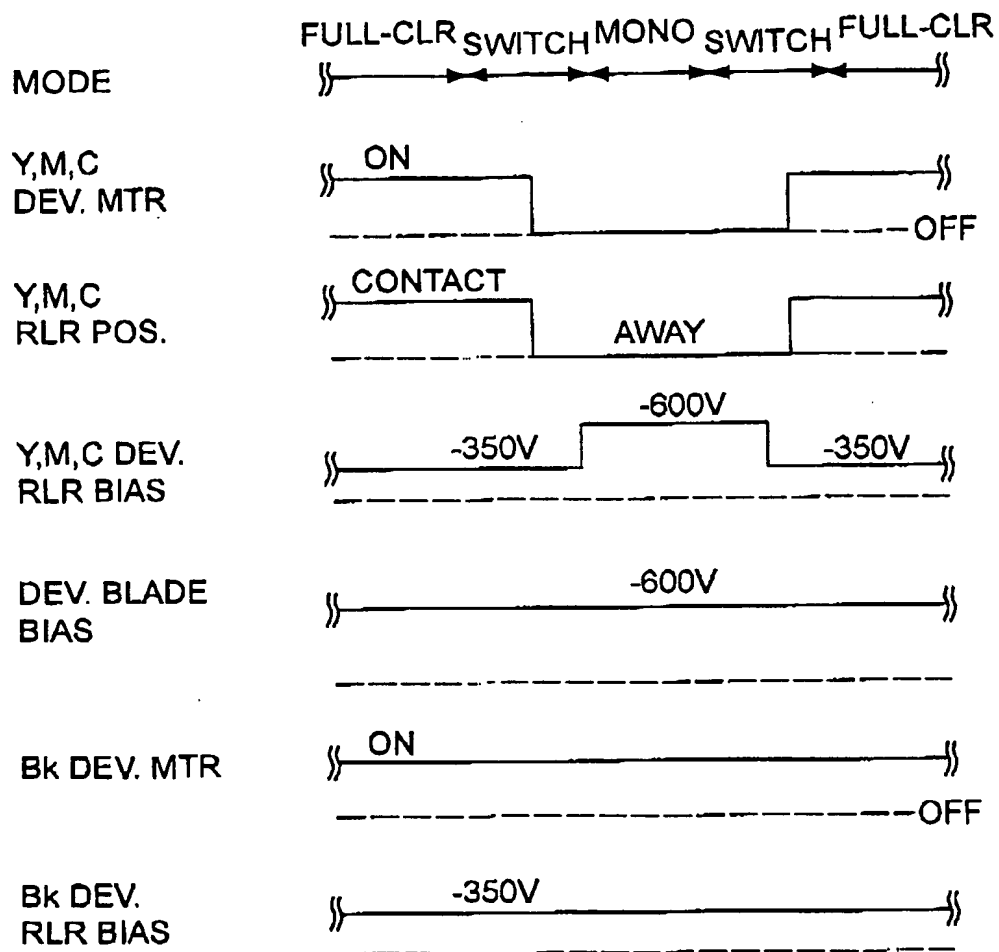 FULL-CLR SWITCH MONO SWITCH FULL-CLR
MODE
Y,M,C
DEV. MTR
ON
OFF
Y,M,C
RLR POS.
CONTACT
AWAY
Y,M,C DEV.
RLR BIAS
-350V
-600V
-350V
DEV. BLADE
BIAS
-600V
Bk DEV. MTR
ON
OFF
Bk DEV.
RLR BIAS
-350V